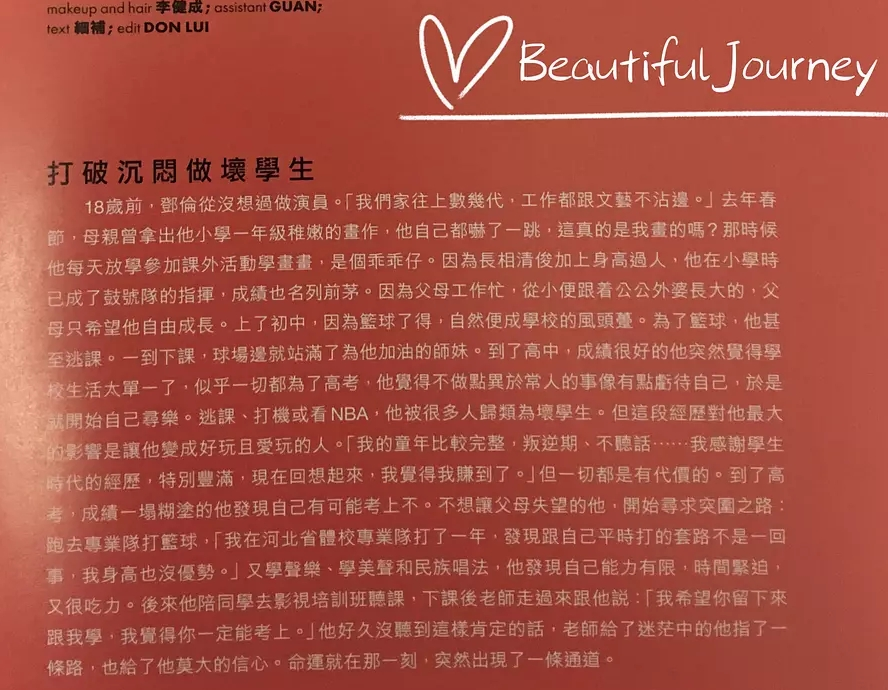 makeup and hair 李健成; assistant GUAN;
text 綑補; edit DON LUI
Beautiful Journey
打破沉悶做壞學生
18歲前，鄧倫從沒想過做演員。「我們家往上數幾代，工作都跟文藝不沾邊。」去年春
節，母親曾拿出他小學一年級稚嫩的畫作，他自己都嚇了一跳，這真的是我畫的嗎？那時候
他每天放學參加課外活動學畫畫，是個乖乖仔。因為長相清俊加上身高過人，他在小學時
已成了鼓號隊的指揮，成績也名列前茅。因為父母工作忙，從小便跟着公公外婆長大的，父
母只希望他自由成長。上了初中，因為籃球了得，自然便成學校的風頭躉。為了籃球，他甚
至逃課。一到下課，球場邊就站滿了為他加油的師妹。到了高中，成績很好的他突然覺得學
校生活太單一了，似乎一切都為了高考，他覺得不做點異於常人的事像有點虧待自己，於是
就開始自己尋樂。逃課、打機或看NBA，他被很多人歸類為壞學生。但這段經歷對他最大
的影響是讓他變成好玩且愛玩的人。「我的童年比較完整，叛逆期、不聽話……我感謝學生
時代的經歷，特別豐滿，現在回想起來，我覺得我賺到了。」但一切都是有代價的。到了高
考，成績一塌糊塗的他發現自己有可能考上不。不想讓父母失望的他，開始尋求突圍之路：
跑去專業隊打籃球，「我在河北省體校專業隊打了一年，發現跟自己平時打的套路不是一回
事，我身高也沒優勢。」又學聲樂、學美聲和民族唱法，他發現自己能力有限，時間緊迫，
又很吃力。後來他陪同學去影視培訓班聽課，下課後老師走過來跟他説：「我希望你留下來
跟我學，我覺得你一定能考上。」他好久沒聽到這樣肯定的話，老師給了迷茫中的他指了一
條路，也給了他莫大的信心。命運就在那一刻，突然出現了一條通道。